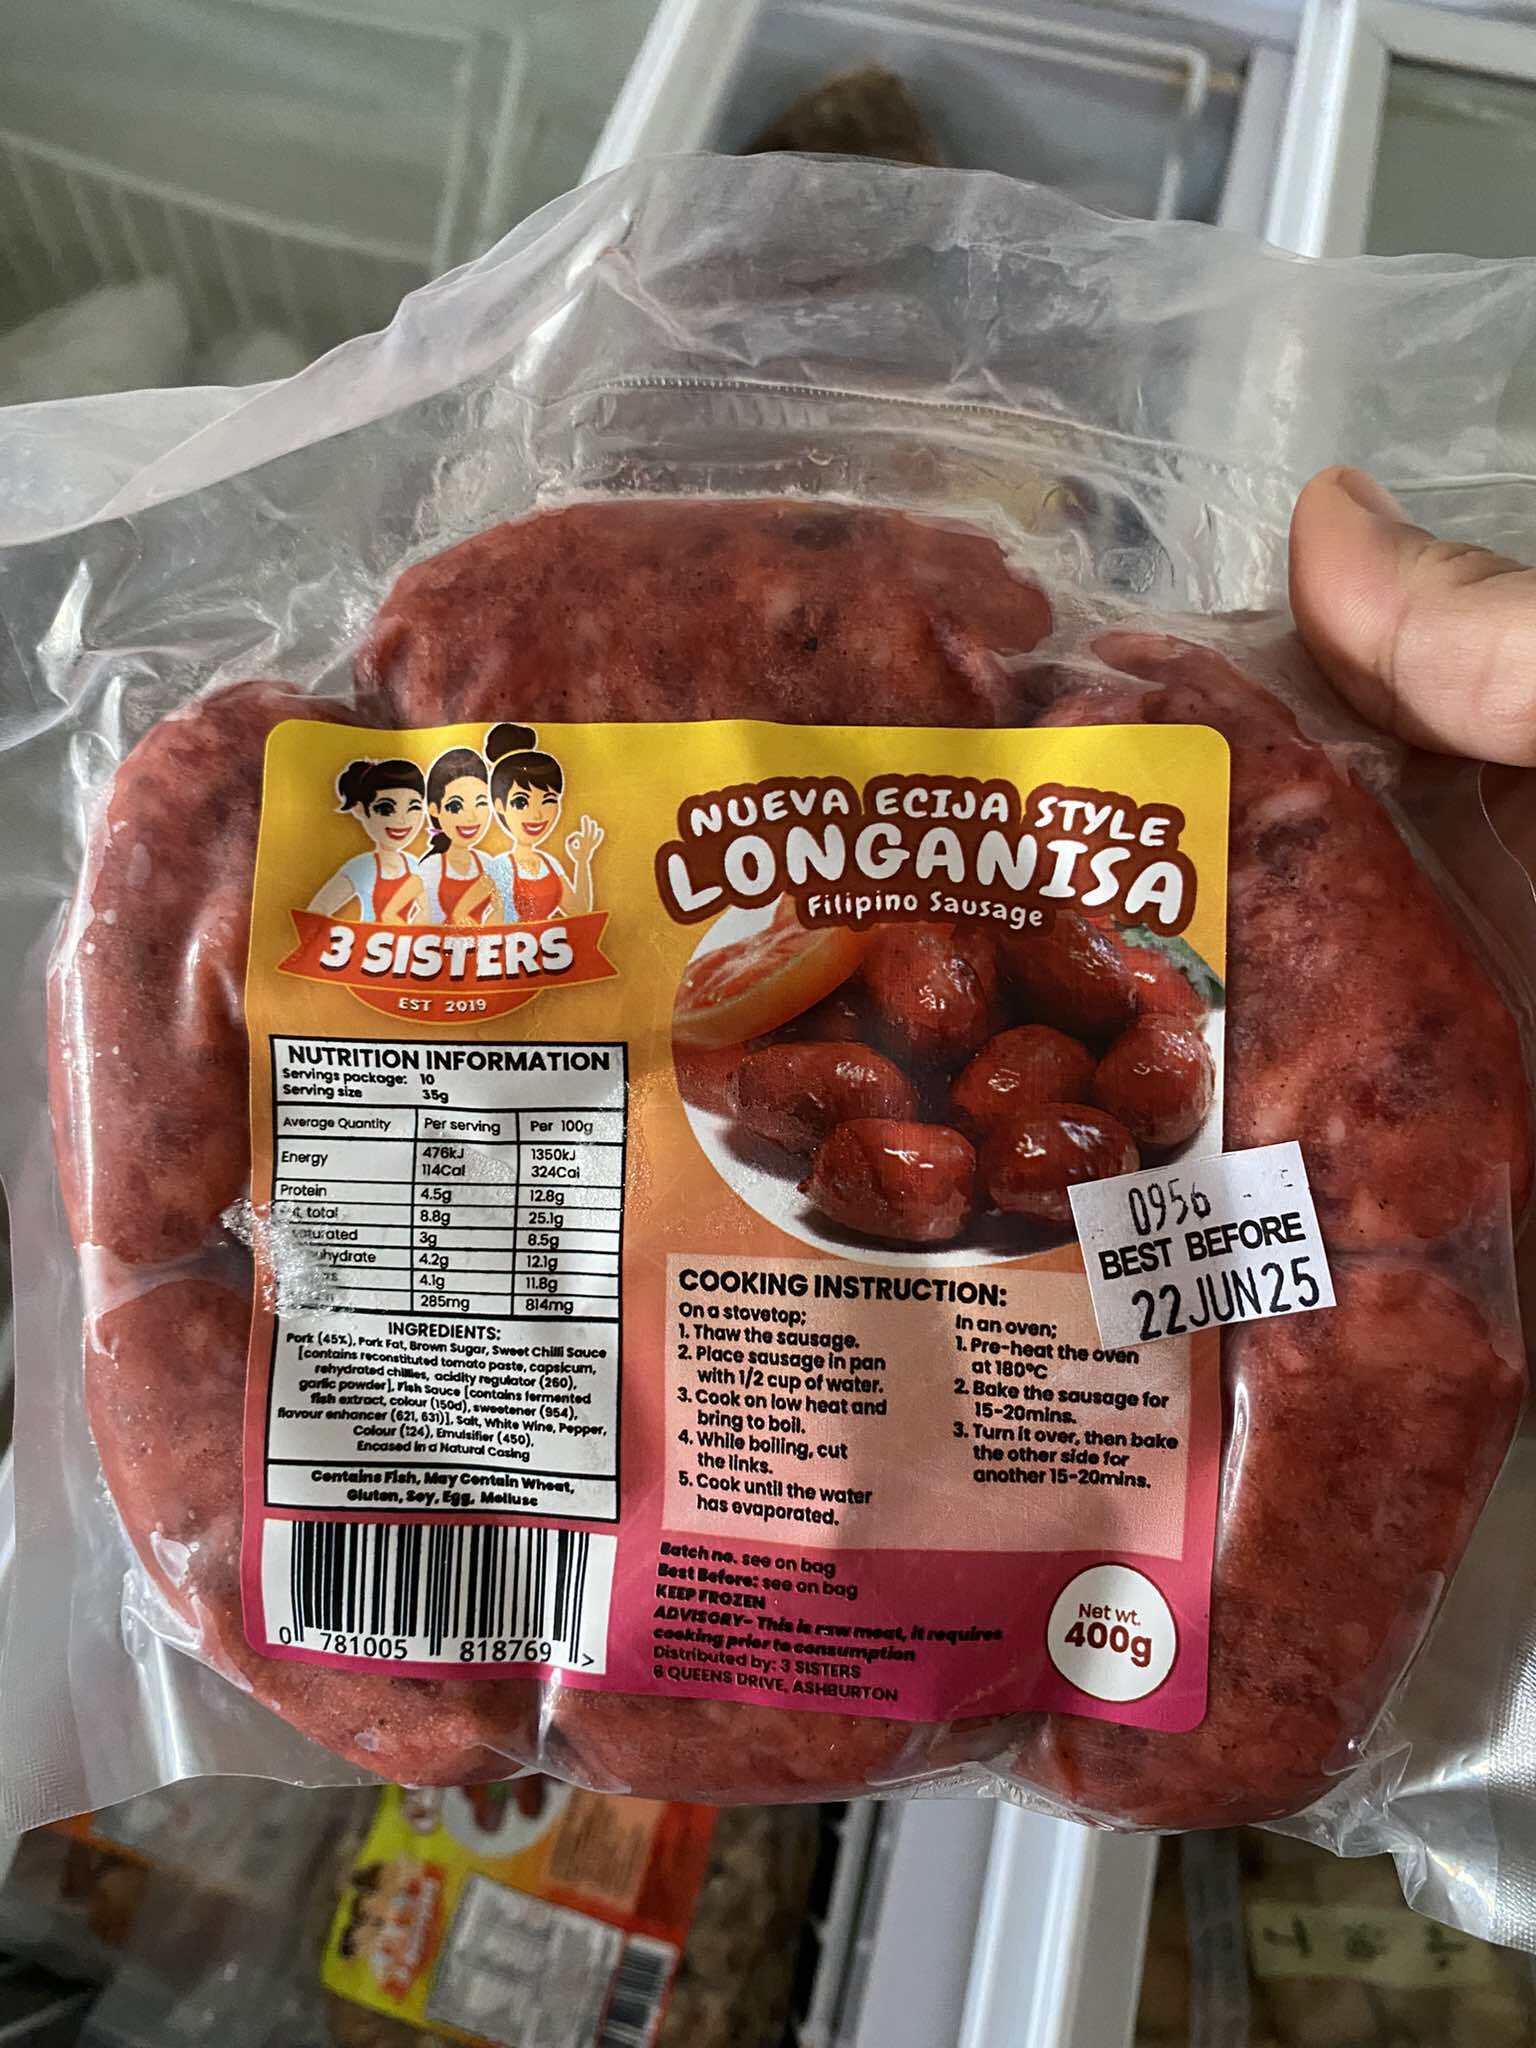 3 SISTERS
EST 2019
NUEVA ECIJA STYLE
LONGANISA
Filipino Sausage
NUTRITION INFORMATION
Servings package: 10
Serving size 35g
Average Quantity Per serving Per 100g
Energy 476kJ 1350kJ
114Cal 324Cal
Protein 4.5g 12.8g
total 8.8g 25.1g
3g 8.5g
4.2g 12.1g
4.1g 11.8g
285mg 814mg
INGREDIENTS:
Pork (45%), Pork Fat, Brown Sugar, Sweet Chilli Sauce
[contains reconstituted tomato paste, capsicum,
rehydrated chillies, acidity regulator (260),
garlic powder], Fish Sauce [contains fermented
fish extract, colour (150d), sweetener (954),
flavour enhancer (621, 631)], Salt, White Wine, Pepper,
Colour (124), Emulsifier (450),
Encased in a Natural Casing
Contains Fish, May Contain Wheat,
Gluten, Soy, Egg, Mollusc
0 781005 818769 >
0956
BEST BEFORE
22JUN25
COOKING INSTRUCTION:
On a stovetop;
1. Thaw the sausage.
2. Place sausage in pan
with 1/2 cup of water.
3. Cook on low heat and
bring to boil.
4. While boiling, cut
the links.
5. Cook until the water
has evaporated.
In an oven;
1. Pre-heat the oven
at 180°C
2. Bake the sausage for
15-20mins.
3. Turn it over, then bake
the other side for
another 15-20mins.
Batch no. see on bag
Best Before: see on bag
KEEP FROZEN
ADVISORY- This is raw meat, it requires
cooking prior to consumption
Distributed by: 3 SISTERS
6 QUEENS DRIVE, ASHBURTON
Net wt.
400g